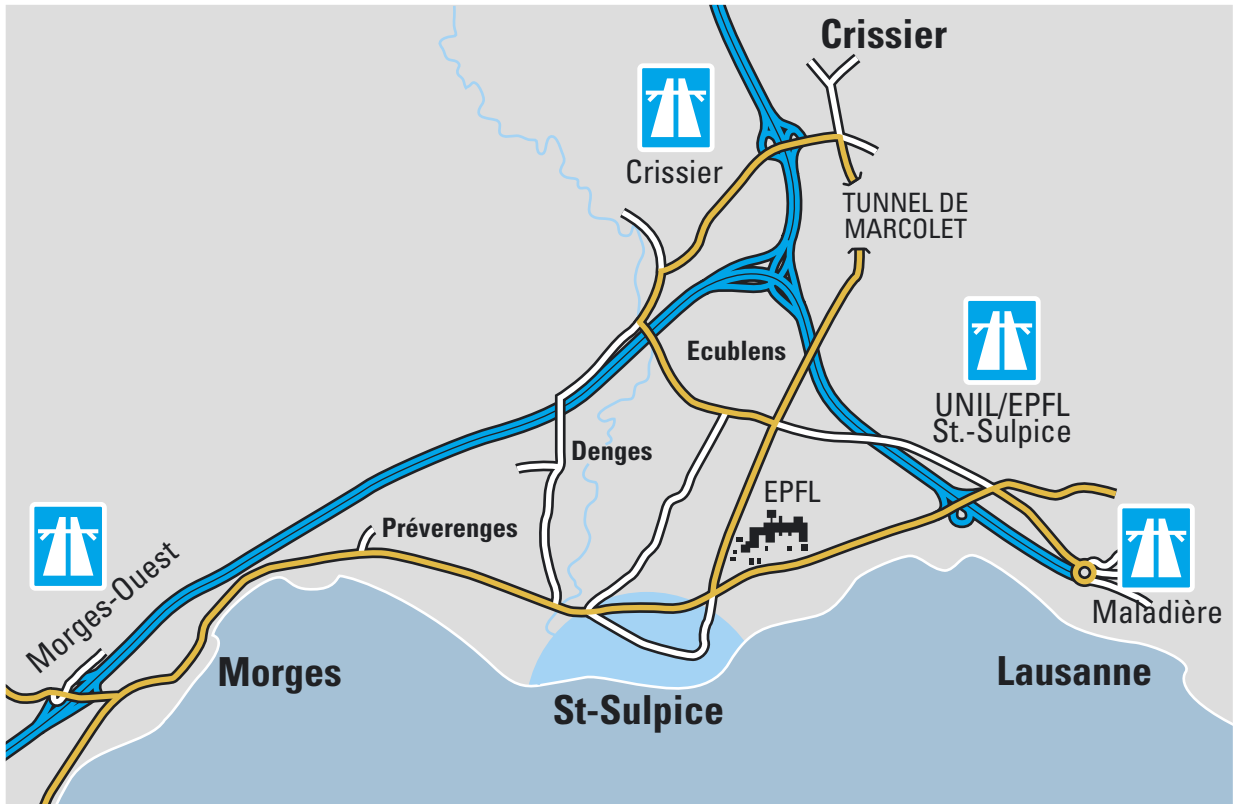 Crissier
Crissier
TUNNEL DE
MARCOLET
Ecublens
UNIL/EPFL
St.-Sulpice
Denges
EPFL
Préverenges
Morges-Ouest
Maladière
Morges
Lausanne
St-Sulpice